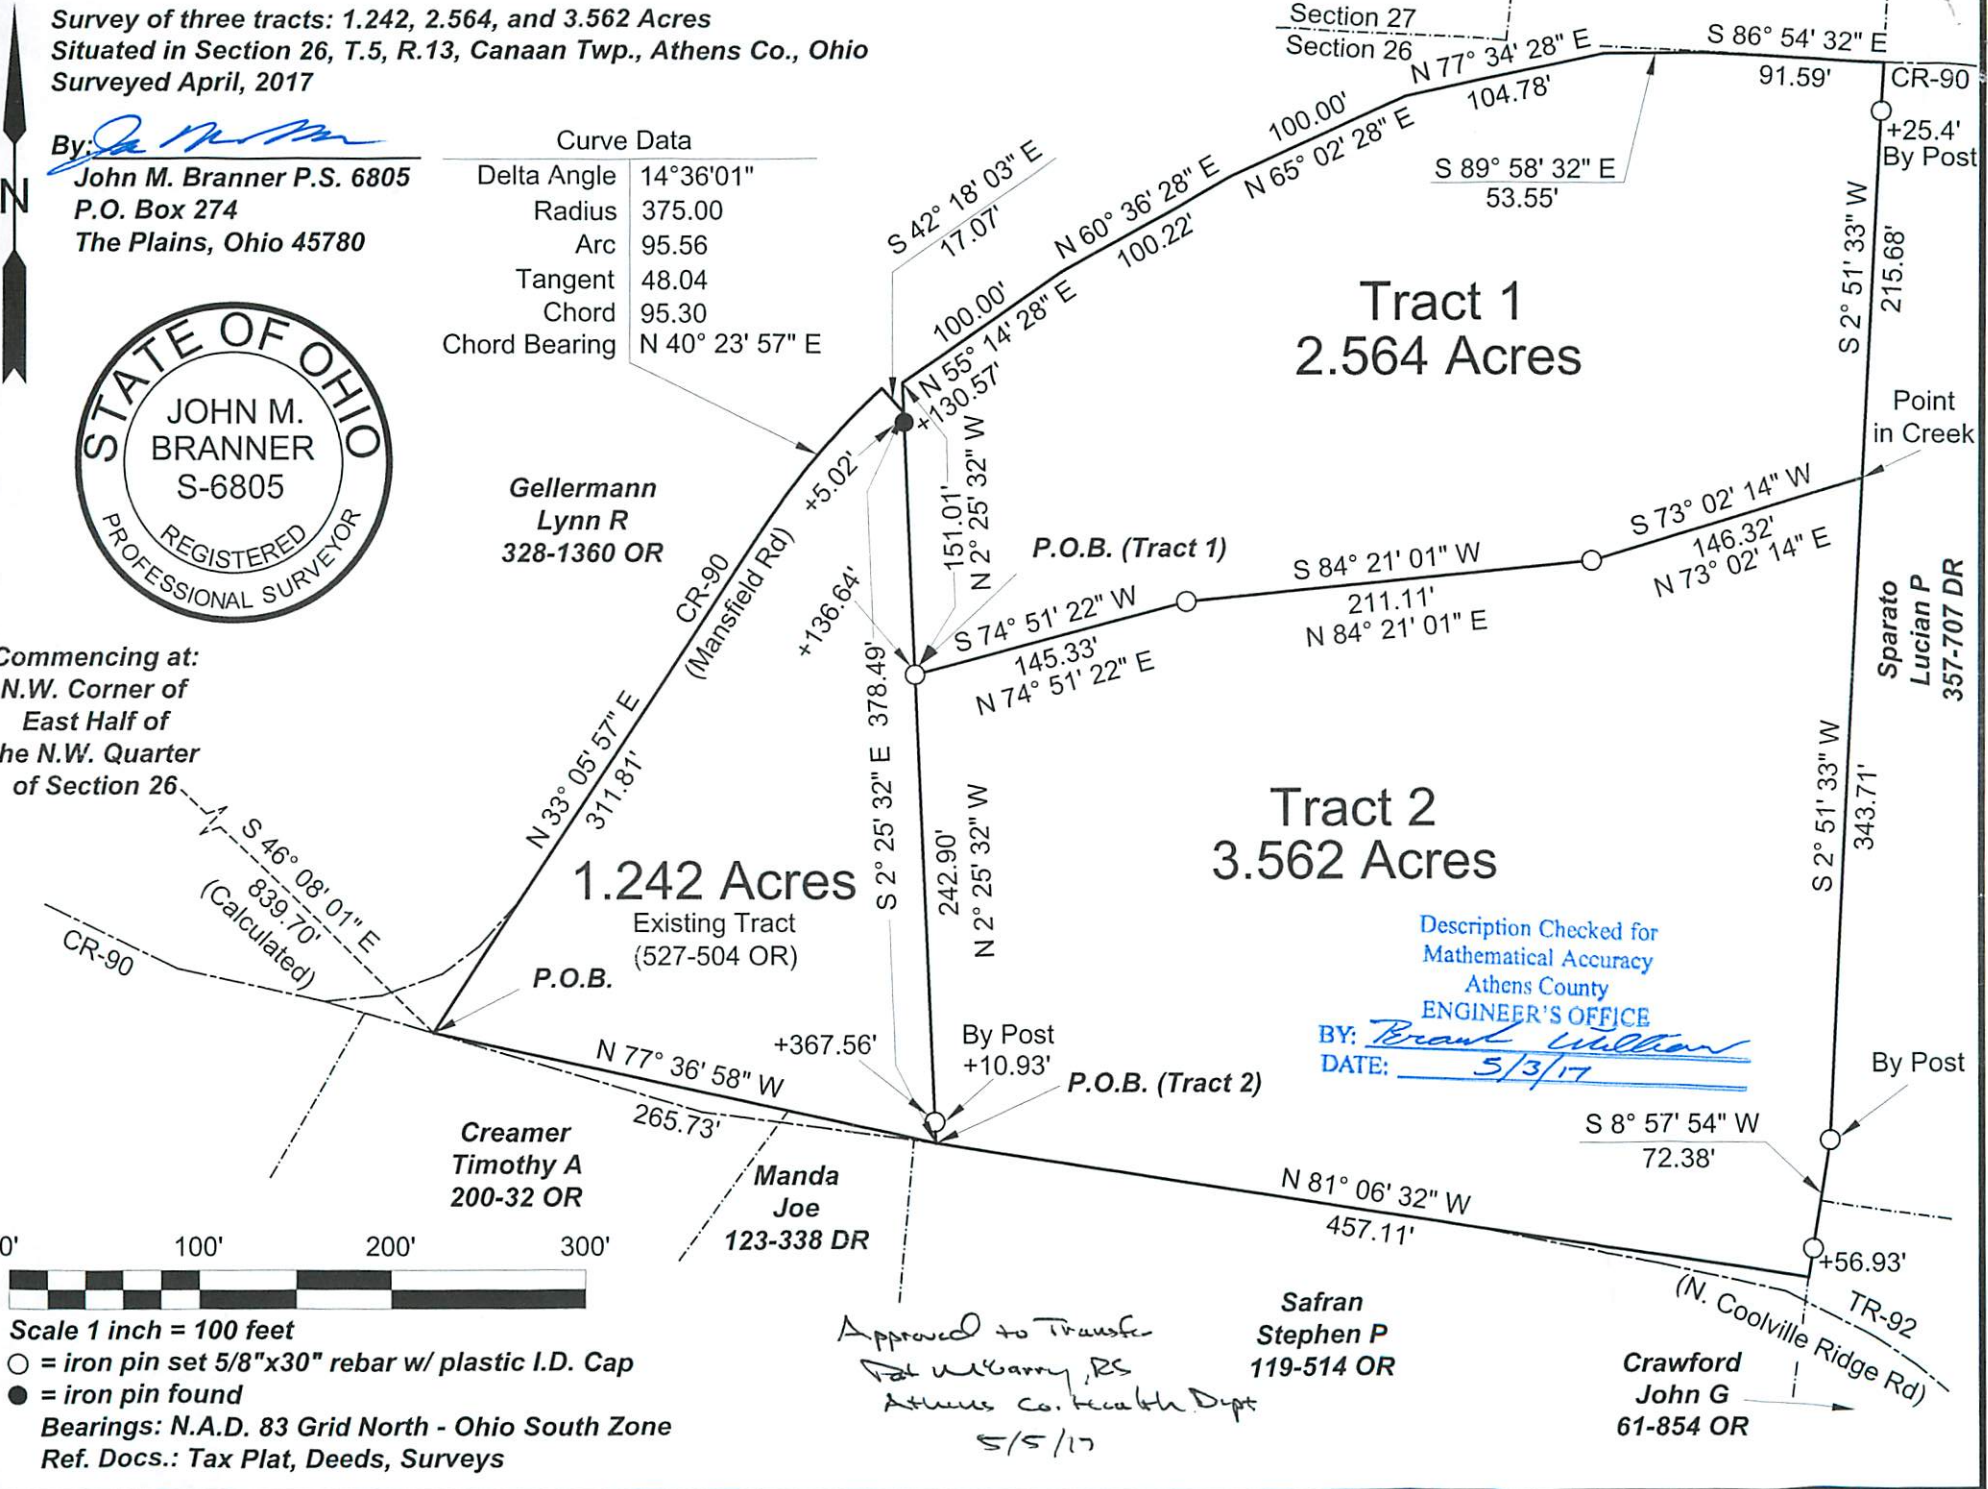 Survey of three tracts: 1.242, 2.564, and 3.562 Acres
Situated in Section 26, T.5, R.13, Canaan Twp., Athens Co., Ohio
Surveyed April, 2017
By:
John M. Branner P.S. 6805
P.O. Box 274
The Plains, Ohio 45780
N
STATE OF OHIO
JOHN M.
BRANNER
S-6805
REGISTERED
PROFESSIONAL SURVEYOR
Curve Data
Delta Angle 14°36'01"
Radius 375.00
Arc 95.56
Tangent 48.04
Chord 95.30
Chord Bearing N 40° 23' 57" E
Section 27
Section 26
S 42° 18' 03" E
17.07'
100.00'
N 55° 14' 28" E
N 60° 36' 28" E
100.22'
100.00'
N 65° 02' 28" E
N 77° 34' 28" E
104.78'
S 89° 58' 32" E
53.55'
S 86° 54' 32" E
91.59'
CR-90
+25.4'
By Post
S 2° 51' 33" W
215.68'
Tract 1
2.564 Acres
Point
in Creek
+130.57'
+5.02'
151.01'
N 2° 25' 32" W
+136.64'
P.O.B. (Tract 1)
S 74° 51' 22" W
145.33'
N 74° 51' 22" E
S 84° 21' 01" W
211.11'
N 84° 21' 01" E
S 73° 02' 14" W
146.32'
N 73° 02' 14" E
Gellermann
Lynn R
328-1360 OR
CR-90
(Mansfield Rd)
Sparato
Lucian P
357-707 DR
Commencing at:
N.W. Corner of
East Half of
he N.W. Quarter
of Section 26
S 46° 08' 01" E
839.70'
(Calculated)
N 33° 05' 57" E
311.81'
S 2° 25' 32" E 378.49'
242.90'
N 2° 25' 32" W
Tract 2
3.562 Acres
S 2° 51' 33" W
343.71'
1.242 Acres
Existing Tract
(527-504 OR)
CR-90
P.O.B.
Description Checked for
Mathematical Accuracy
Athens County
ENGINEER'S OFFICE
BY:
DATE: 5/3/17
+367.56'
By Post
+10.93'
P.O.B. (Tract 2)
N 77° 36' 58" W
265.73'
By Post
S 8° 57' 54" W
72.38'
N 81° 06' 32" W
457.11'
+56.93'
Creamer
Timothy A
200-32 OR
Manda
Joe
123-338 DR
Safran
Stephen P
119-514 OR
(N. Coolville Ridge Rd)
TR-92
Crawford
John G
61-854 OR
0' 100' 200' 300'
Scale 1 inch = 100 feet
= iron pin set 5/8"x30" rebar w/ plastic I.D. Cap
= iron pin found
Bearings: N.A.D. 83 Grid North - Ohio South Zone
Ref. Docs.: Tax Plat, Deeds, Surveys
Approved to Transfer
RS
Athens Co. Health Dept
5/5/17